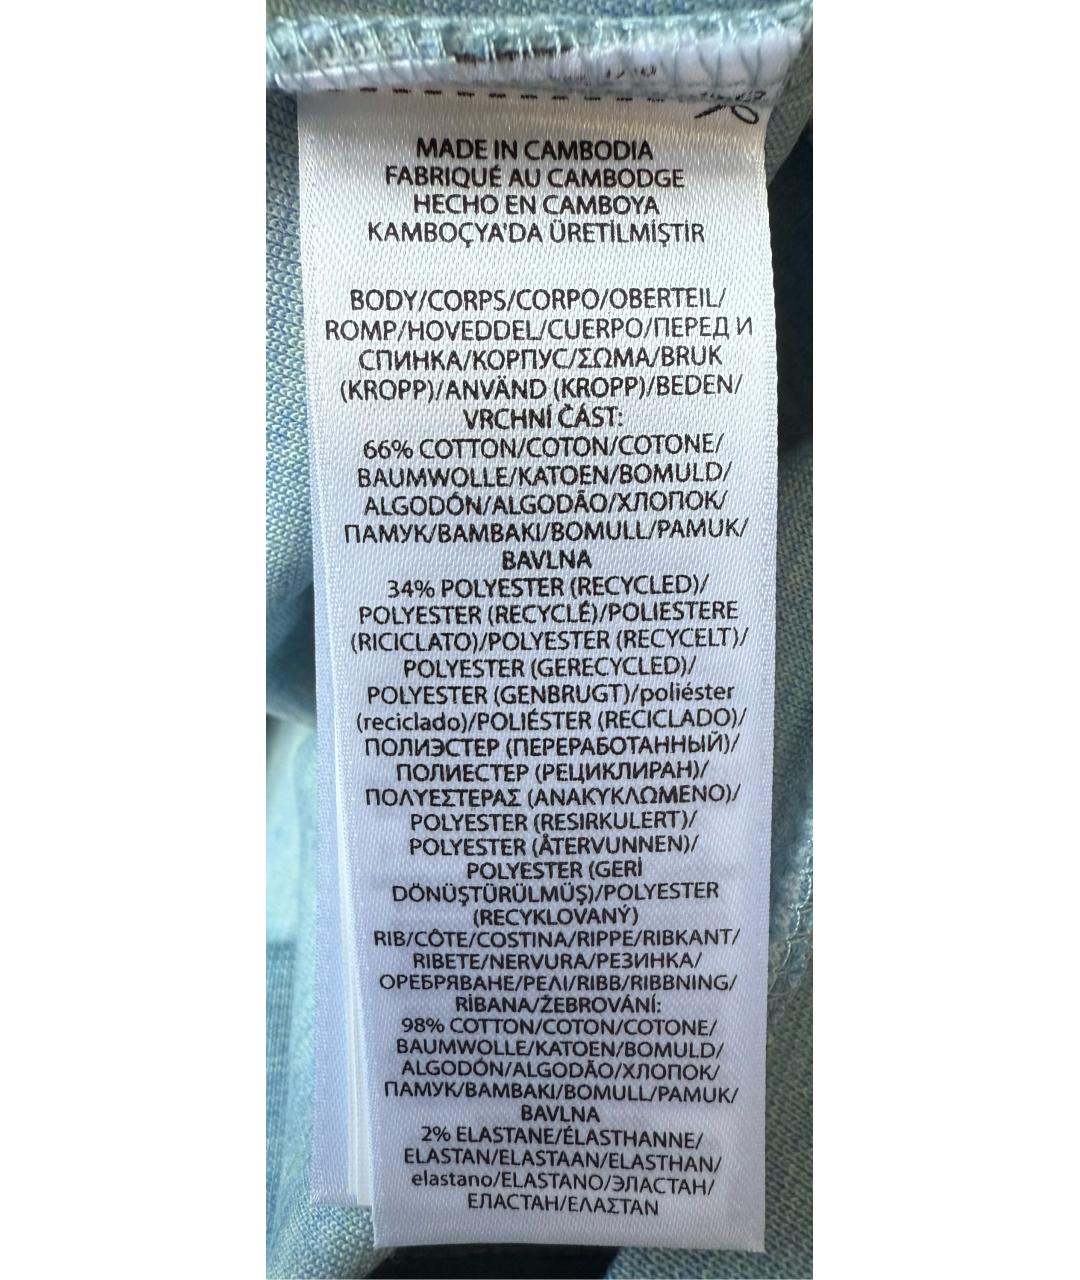 MADE IN CAMBODIA
FABRIQUÉ AU CAMBODGE
HECHO EN CAMBOYA
KAMBOÇYA'DA ÜRETİLMİŞTİR
BODY/CORPS/CORPO/OBERTEIL/
ROMP/HOVEDDEL/CUERPO/ПЕРЕД И
СПИНКА/КОРПУС/ΣΩΜΑ/BRUK
(KROPP)/ANVÄND (KROPP)/BEDEN/
VRCHNÍ ČÁST:
66% COTTON/COTON/COTONE/
BAUMWOLLE/KATOEN/BOMULD/
ALGODÓN/ALGODÃO/ХЛОПОК/
ПАМУК/ΒΑΜΒΑΚΙ/BOMULL/PAMUK/
BAVLNA
34% POLYESTER (RECYCLED)/
POLYESTER (RECYCLÉ)/POLIESTERE
(RICICLATO)/POLYESTER (RECYCELT)/
POLYESTER (GERECYCLED)/
POLYESTER (GENBRUGT)/poliéster
(reciclado)/POLIÉSTER (RECICLADO)/
ПОЛИЭСТЕР (ПЕРЕРАБОТАННЫЙ)/
ПОЛИЕСТЕР (РЕЦИКЛИРАН)/
ΠΟΛΥΕΣΤΕΡΑΣ (ΑΝΑΚΥΚΛΩΜΕΝΟ)/
POLYESTER (RESIRKULERT)/
POLYESTER (ÅTERVUNNEN)/
POLYESTER (GERİ
DÖNÜŞTÜRÜLMÜŞ)/POLYESTER
(RECYKLOVANÝ)
RIB/CÔTE/COSTINA/RIPPE/RIBKANT/
RIBETE/NERVURA/РЕЗИНКА/
ОРЕБРЯВАНЕ/ΡΕΛΙ/RIBB/RIBBNING/
RİBANA/ŽEBROVÁNÍ:
98% COTTON/COTON/COTONE/
BAUMWOLLE/KATOEN/BOMULD/
ALGODÓN/ALGODÃO/ХЛОПОК/
ПАМУК/ΒΑΜΒΑΚΙ/BOMULL/PAMUK/
BAVLNA
2% ELASTANE/ÉLASTHANNE/
ELASTAN/ELASTAAN/ELASTHAN/
elastano/ELASTANO/ЭЛАСТАН/
ЕЛАСТАН/ΕΛΑΣΤΑΝ